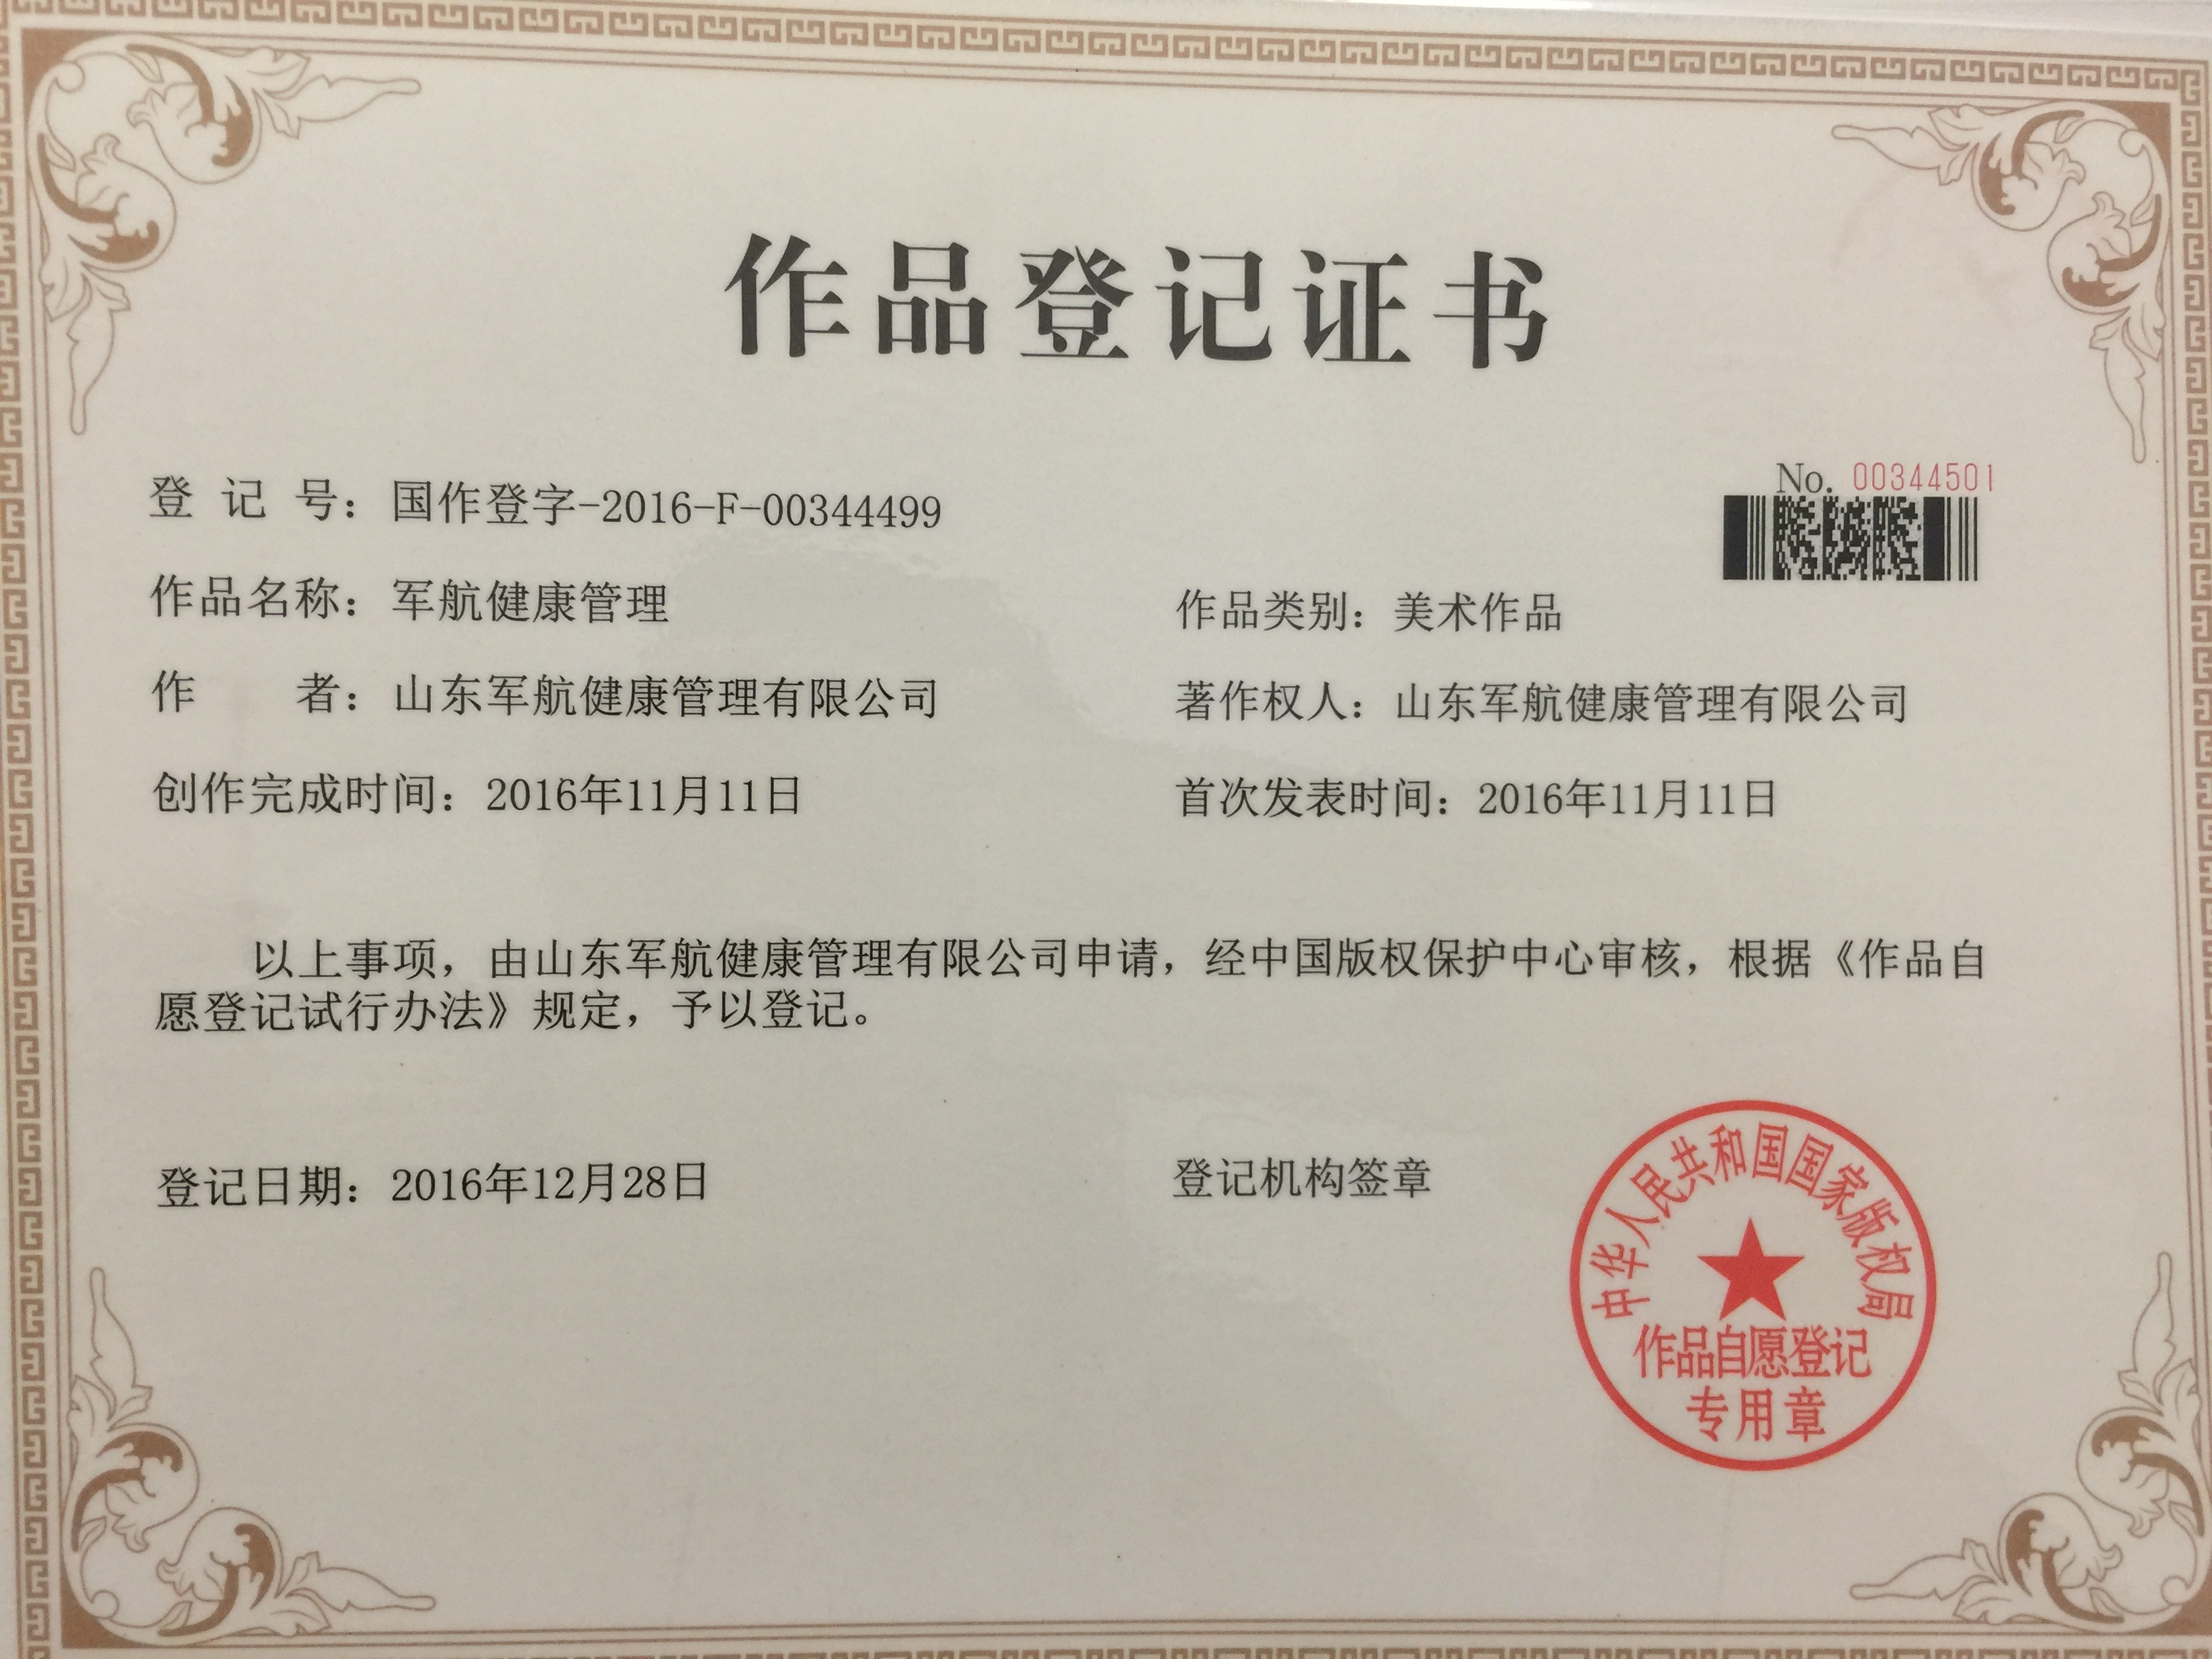 作品登记证书
No. 00344501
登 记 号：国作登字-2016-F-00344499
作品名称：军航健康管理
作品类别：美术作品
作 者：山东军航健康管理有限公司
著作权人：山东军航健康管理有限公司
创作完成时间：2016年11月11日
首次发表时间：2016年11月11日
以上事项，由山东军航健康管理有限公司申请，经中国版权保护中心审核，根据《作品自
愿登记试行办法》规定，予以登记。
登记日期：2016年12月28日
登记机构签章
中华人民共和国国家版权局
作品自愿登记
专用章